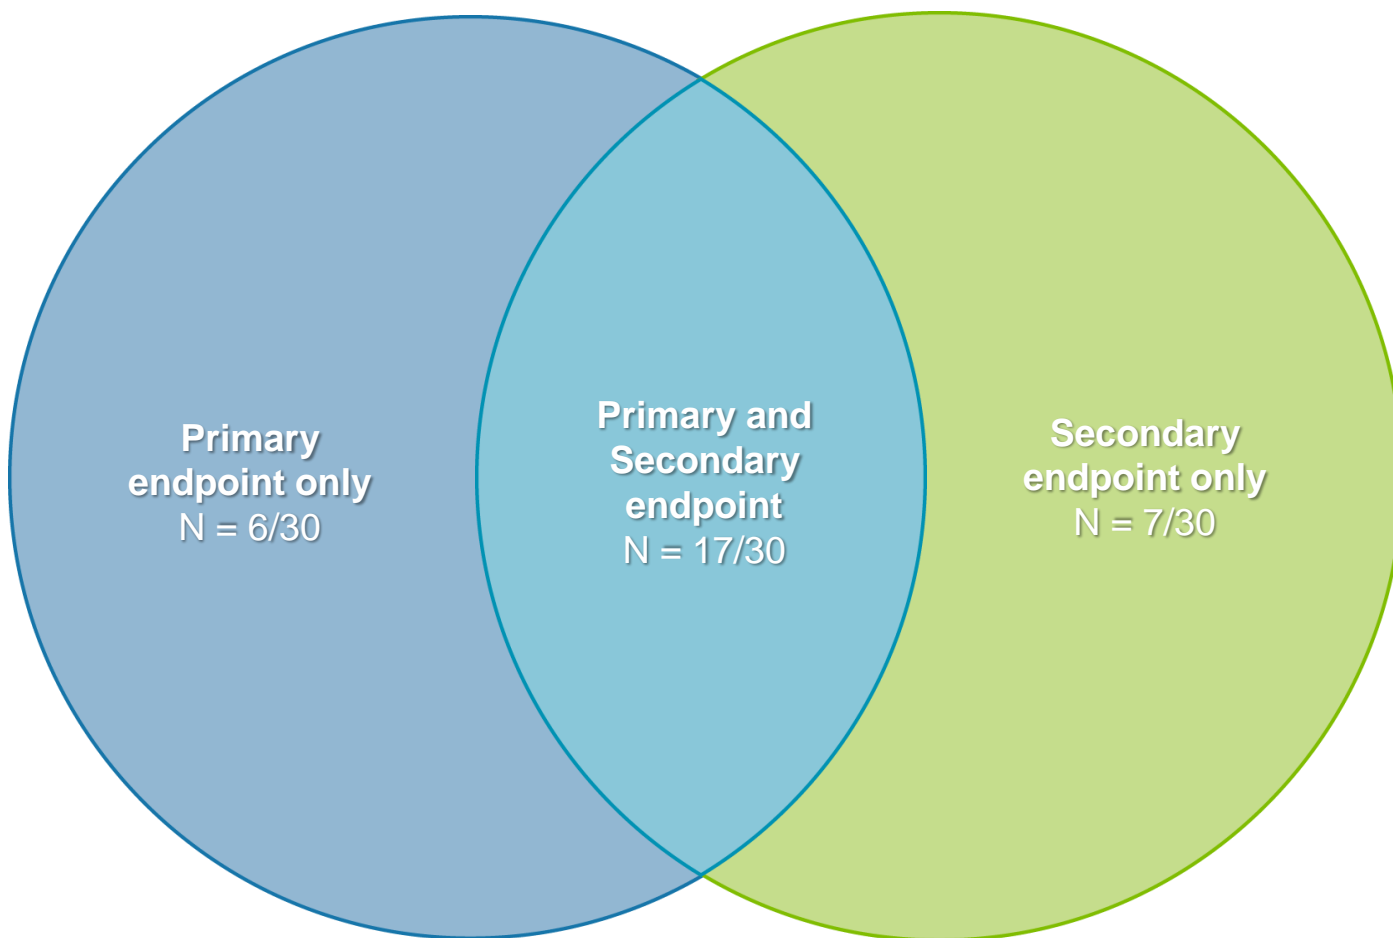 Primary
endpoint only
N = 6/30
Primary and
Secondary
endpoint
N = 17/30
Secondary
endpoint only
N = 7/30